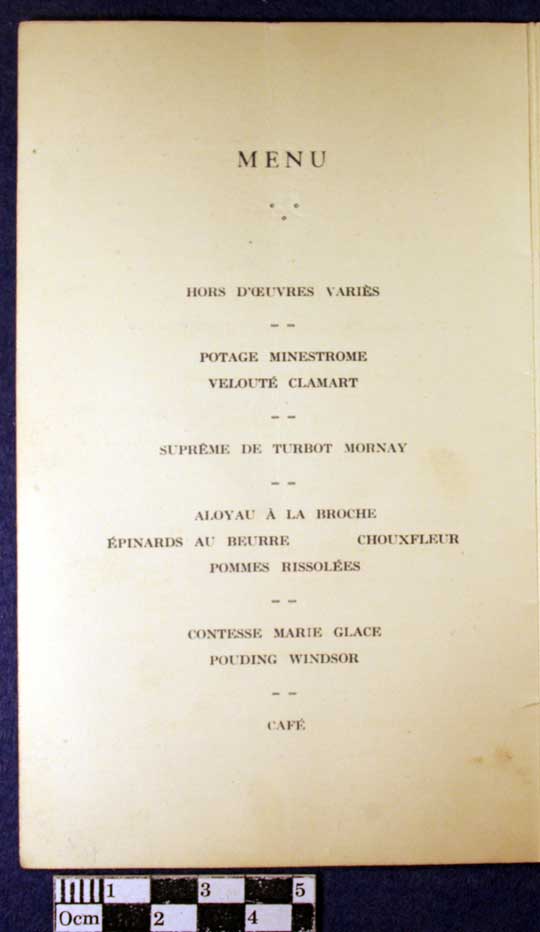 MENU
HORS D'ŒUVRES VARIÈS
POTAGE MINESTROME
VELOUTÉ CLAMART
SUPRÊME DE TURBOT MORNAY
ALOYAU À LA BROCHE
ÉPINARDS AU BEURRE CHOUXFLEUR
POMMES RISSOLÉES
CONTESSE MARIE GLACE
POUDING WINDSOR
CAFÉ
1 3 5
0cm 2 4